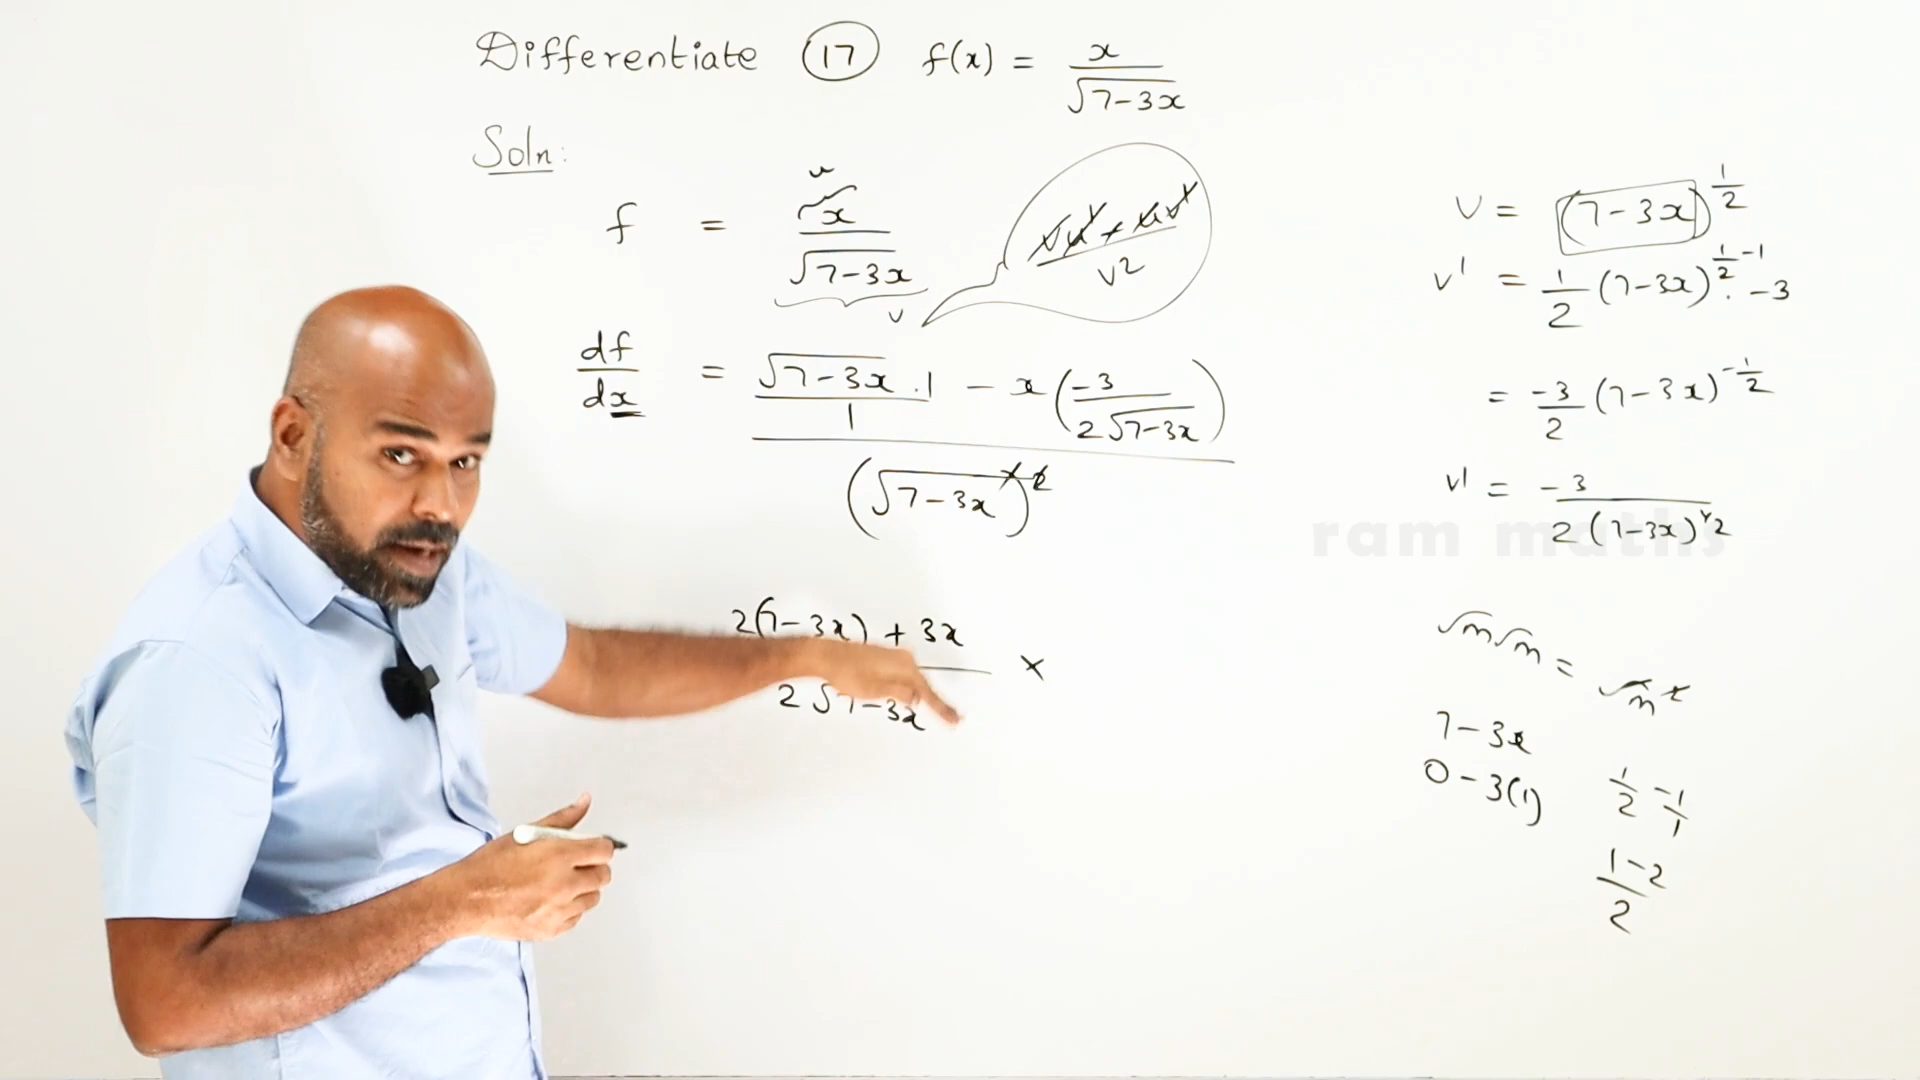 Differentiate (17) f(x) = x / √7-3x
Soln:
u
f = x / √7-3x
v
vu' + uv' / v2
df / dx = √7-3x . 1 / 1 - x ( -3 / 2√7-3x )
(√7-3x)2
2(7-3x) + 3x / 2√7-3x ×
v = (7-3x)^1/2
v' = 1/2 (7-3x)^1/2 -1 . -3
= -3/2 (7-3x)^-1/2
v' = -3 / 2(7-3x)^1/2
ram maths
√m√m = √m2
7-3x
0-3(1)
1/2 -1/1
1-2 / 2